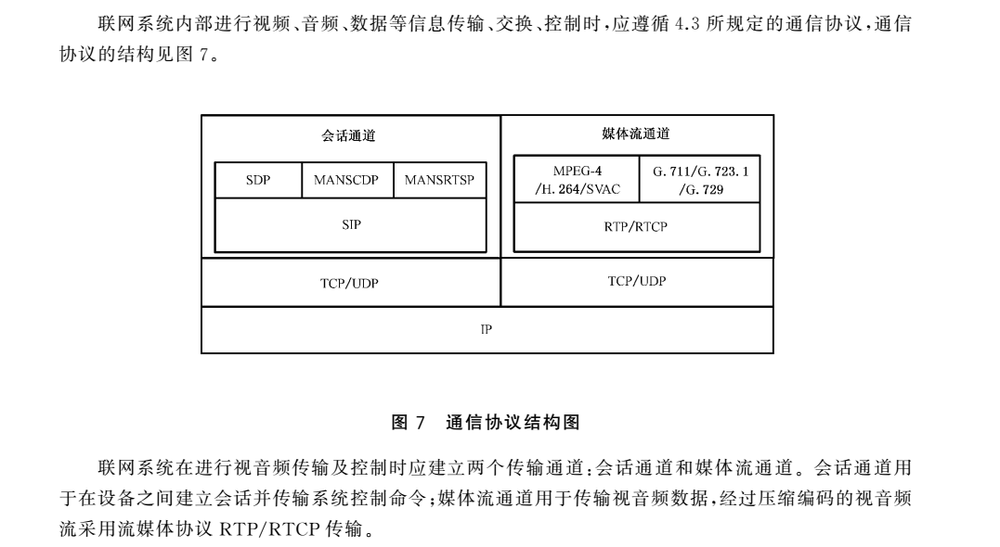 联网系统内部进行视频、音频、数据等信息传输、交换、控制时,应遵循 4.3 所规定的通信协议,通信
协议的结构见图 7。
会话通道
媒体流通道
SDP
MANSCDP
MANSRTSP
MPEG-4
/H.264/SVAC
G.711/G.723.1
/G.729
SIP
RTP/RTCP
TCP/UDP
TCP/UDP
IP
图 7 通信协议结构图
联网系统在进行视音频传输及控制时应建立两个传输通道:会话通道和媒体流通道。会话通道用
于在设备之间建立会话并传输系统控制命令;媒体流通道用于传输视音频数据,经过压缩编码的视音频
流采用流媒体协议 RTP/RTCP 传输。